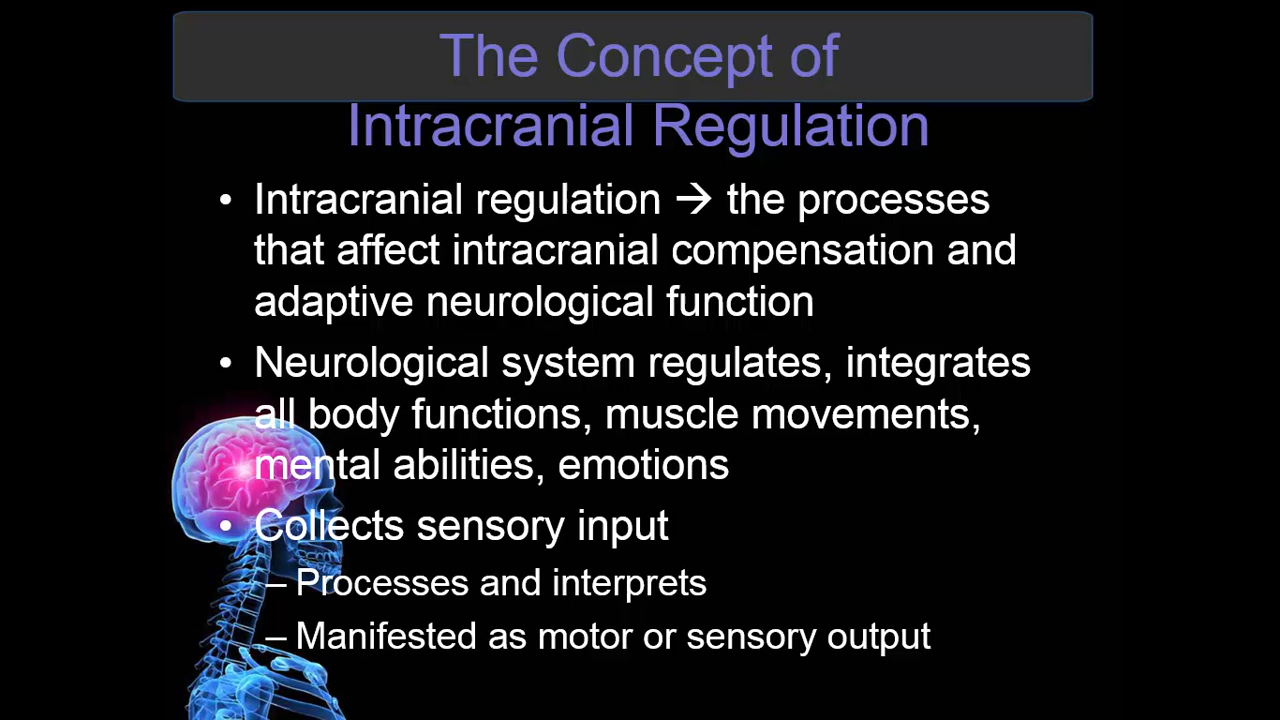 The Concept of
Intracranial Regulation
• Intracranial regulation → the processes
that affect intracranial compensation and
adaptive neurological function
• Neurological system regulates, integrates
all body functions, muscle movements,
mental abilities, emotions
• Collects sensory input
– Processes and interprets
– Manifested as motor or sensory output